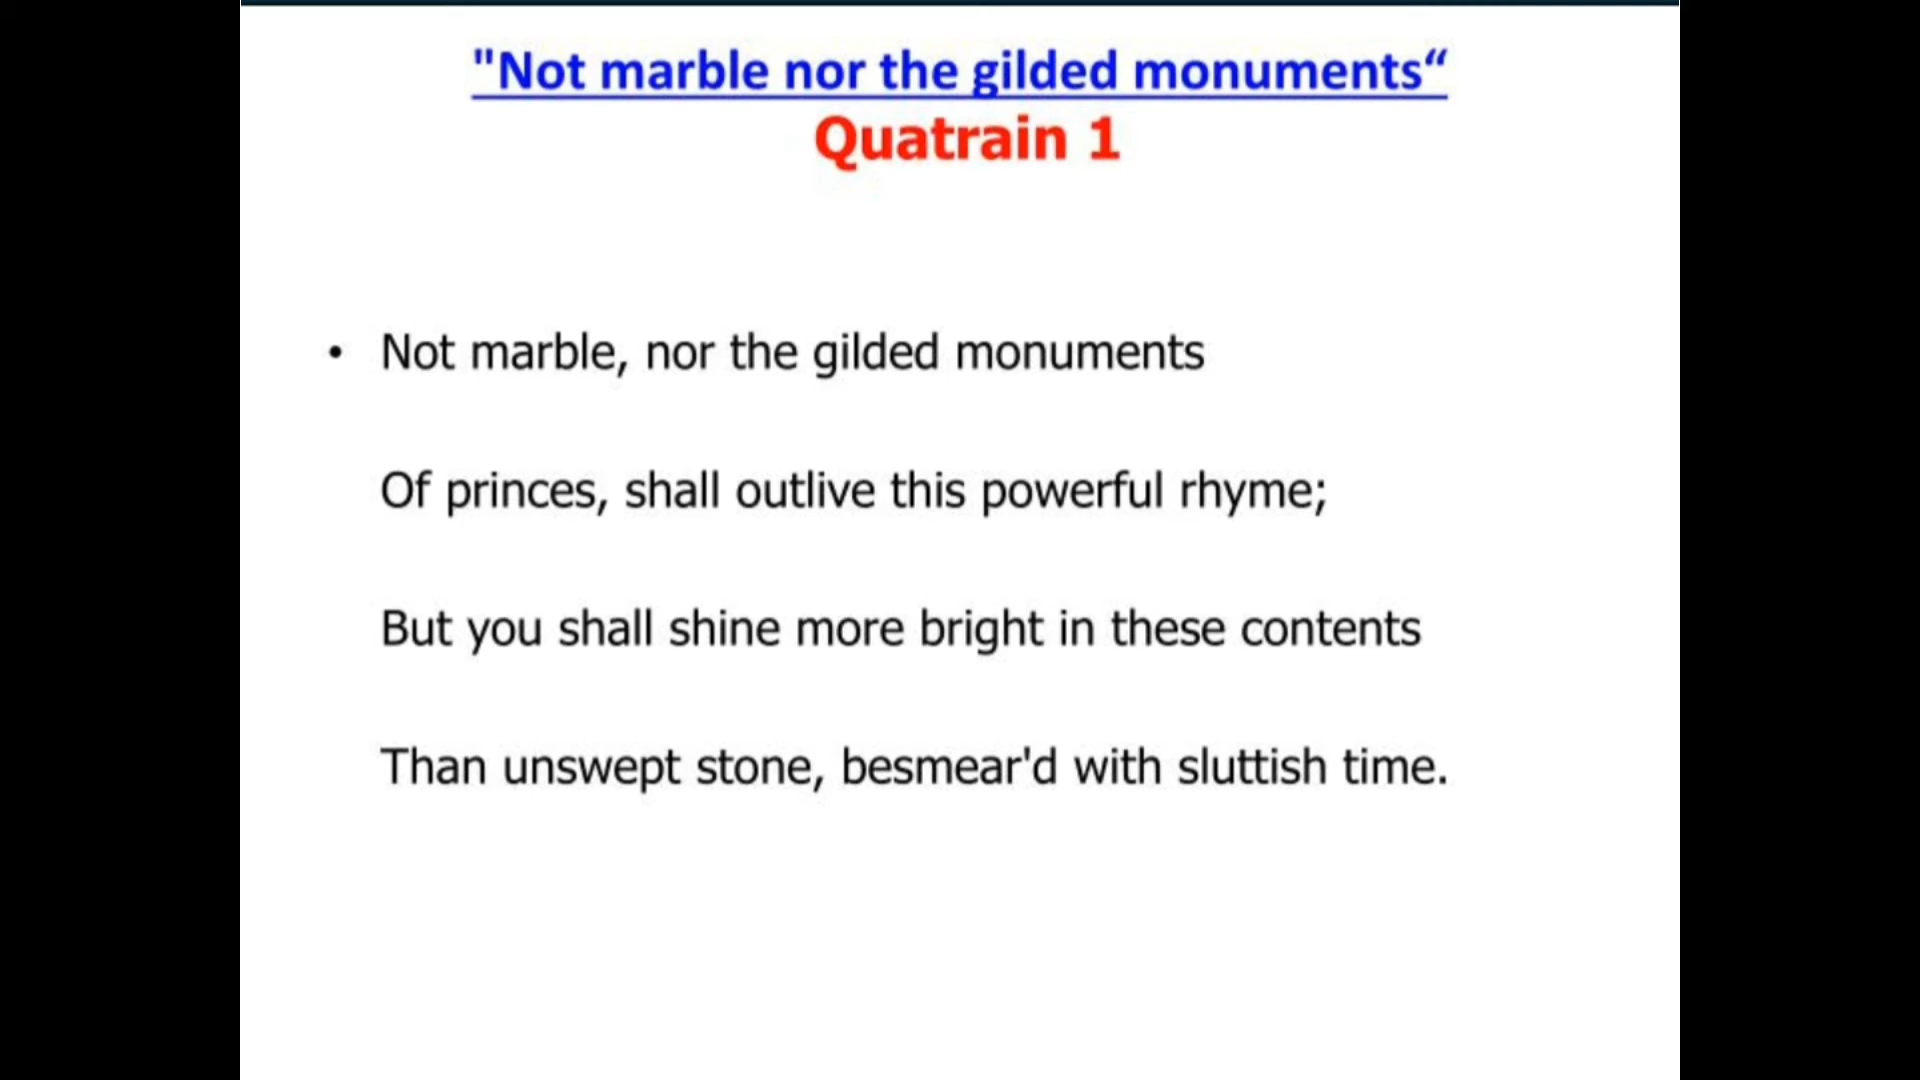 "Not marble nor the gilded monuments“
Quatrain 1
• Not marble, nor the gilded monuments
Of princes, shall outlive this powerful rhyme;
But you shall shine more bright in these contents
Than unswept stone, besmear'd with sluttish time.